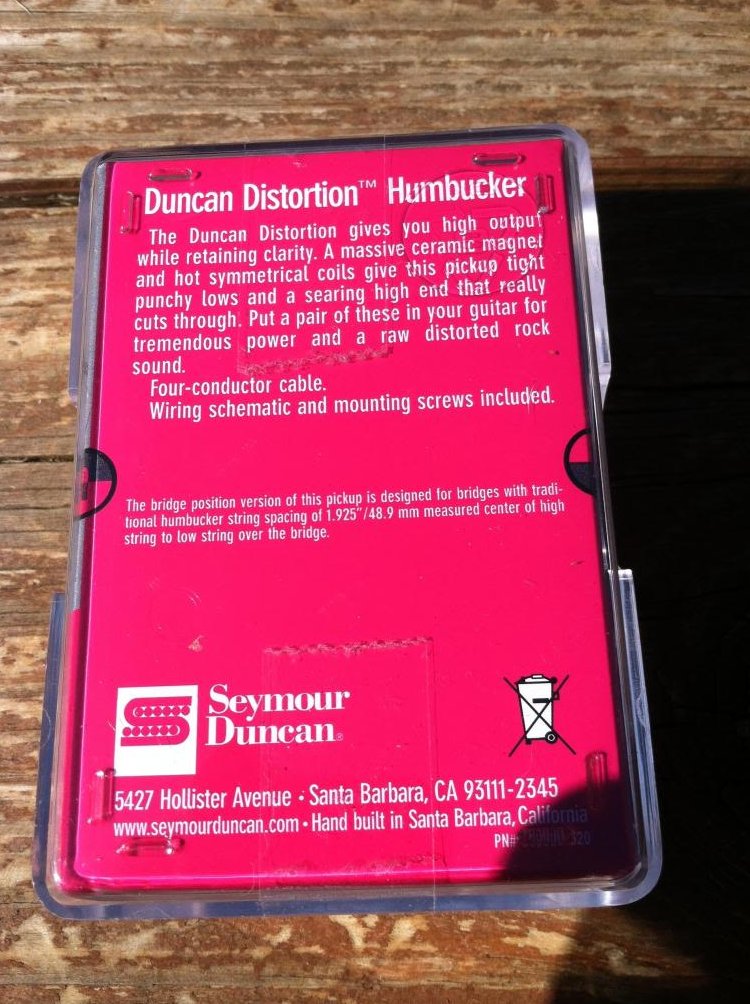 Duncan Distortion™ Humbucker
The Duncan Distortion gives you high output
while retaining clarity. A massive ceramic magnet
and hot symmetrical coils give this pickup tight
punchy lows and a searing high end that really
cuts through. Put a pair of these in your guitar for
tremendous power and a raw distorted rock
sound.
Four-conductor cable.
Wiring schematic and mounting screws included.
The bridge position version of this pickup is designed for bridges with tradi-
tional humbucker string spacing of 1.925″/48.9 mm measured center of high
string to low string over the bridge.
Seymour
Duncan®
5427 Hollister Avenue • Santa Barbara, CA 93111-2345
www.seymourduncan.com • Hand built in Santa Barbara, California
PN#